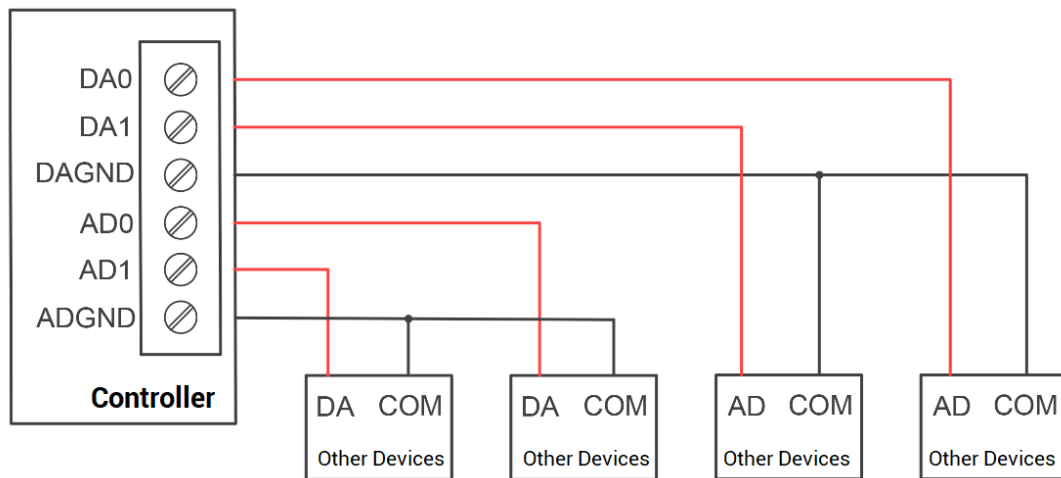 DA0
DA1
DAGND
AD0
AD1
ADGND
Controller
DA COM
Other Devices
DA COM
Other Devices
AD COM
Other Devices
AD COM
Other Devices